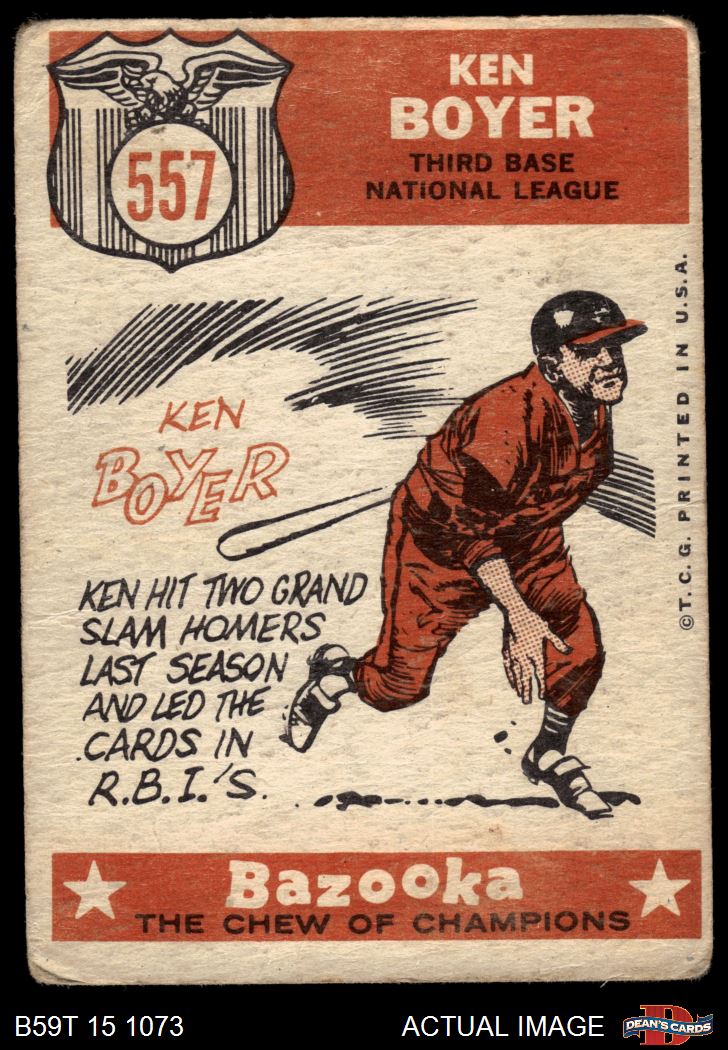 557
KEN
BOYER
THIRD BASE
NATIONAL LEAGUE
KEN
BOYER
KEN HIT TWO GRAND
SLAM HOMERS
LAST SEASON
AND LED THE
CARDS IN
R.B.I.'S.
©T.C.G. PRINTED IN U.S.A.
Bazooka
THE CHEW OF CHAMPIONS
B59T 15 1073
ACTUAL IMAGE
D
DEAN'S CARDS